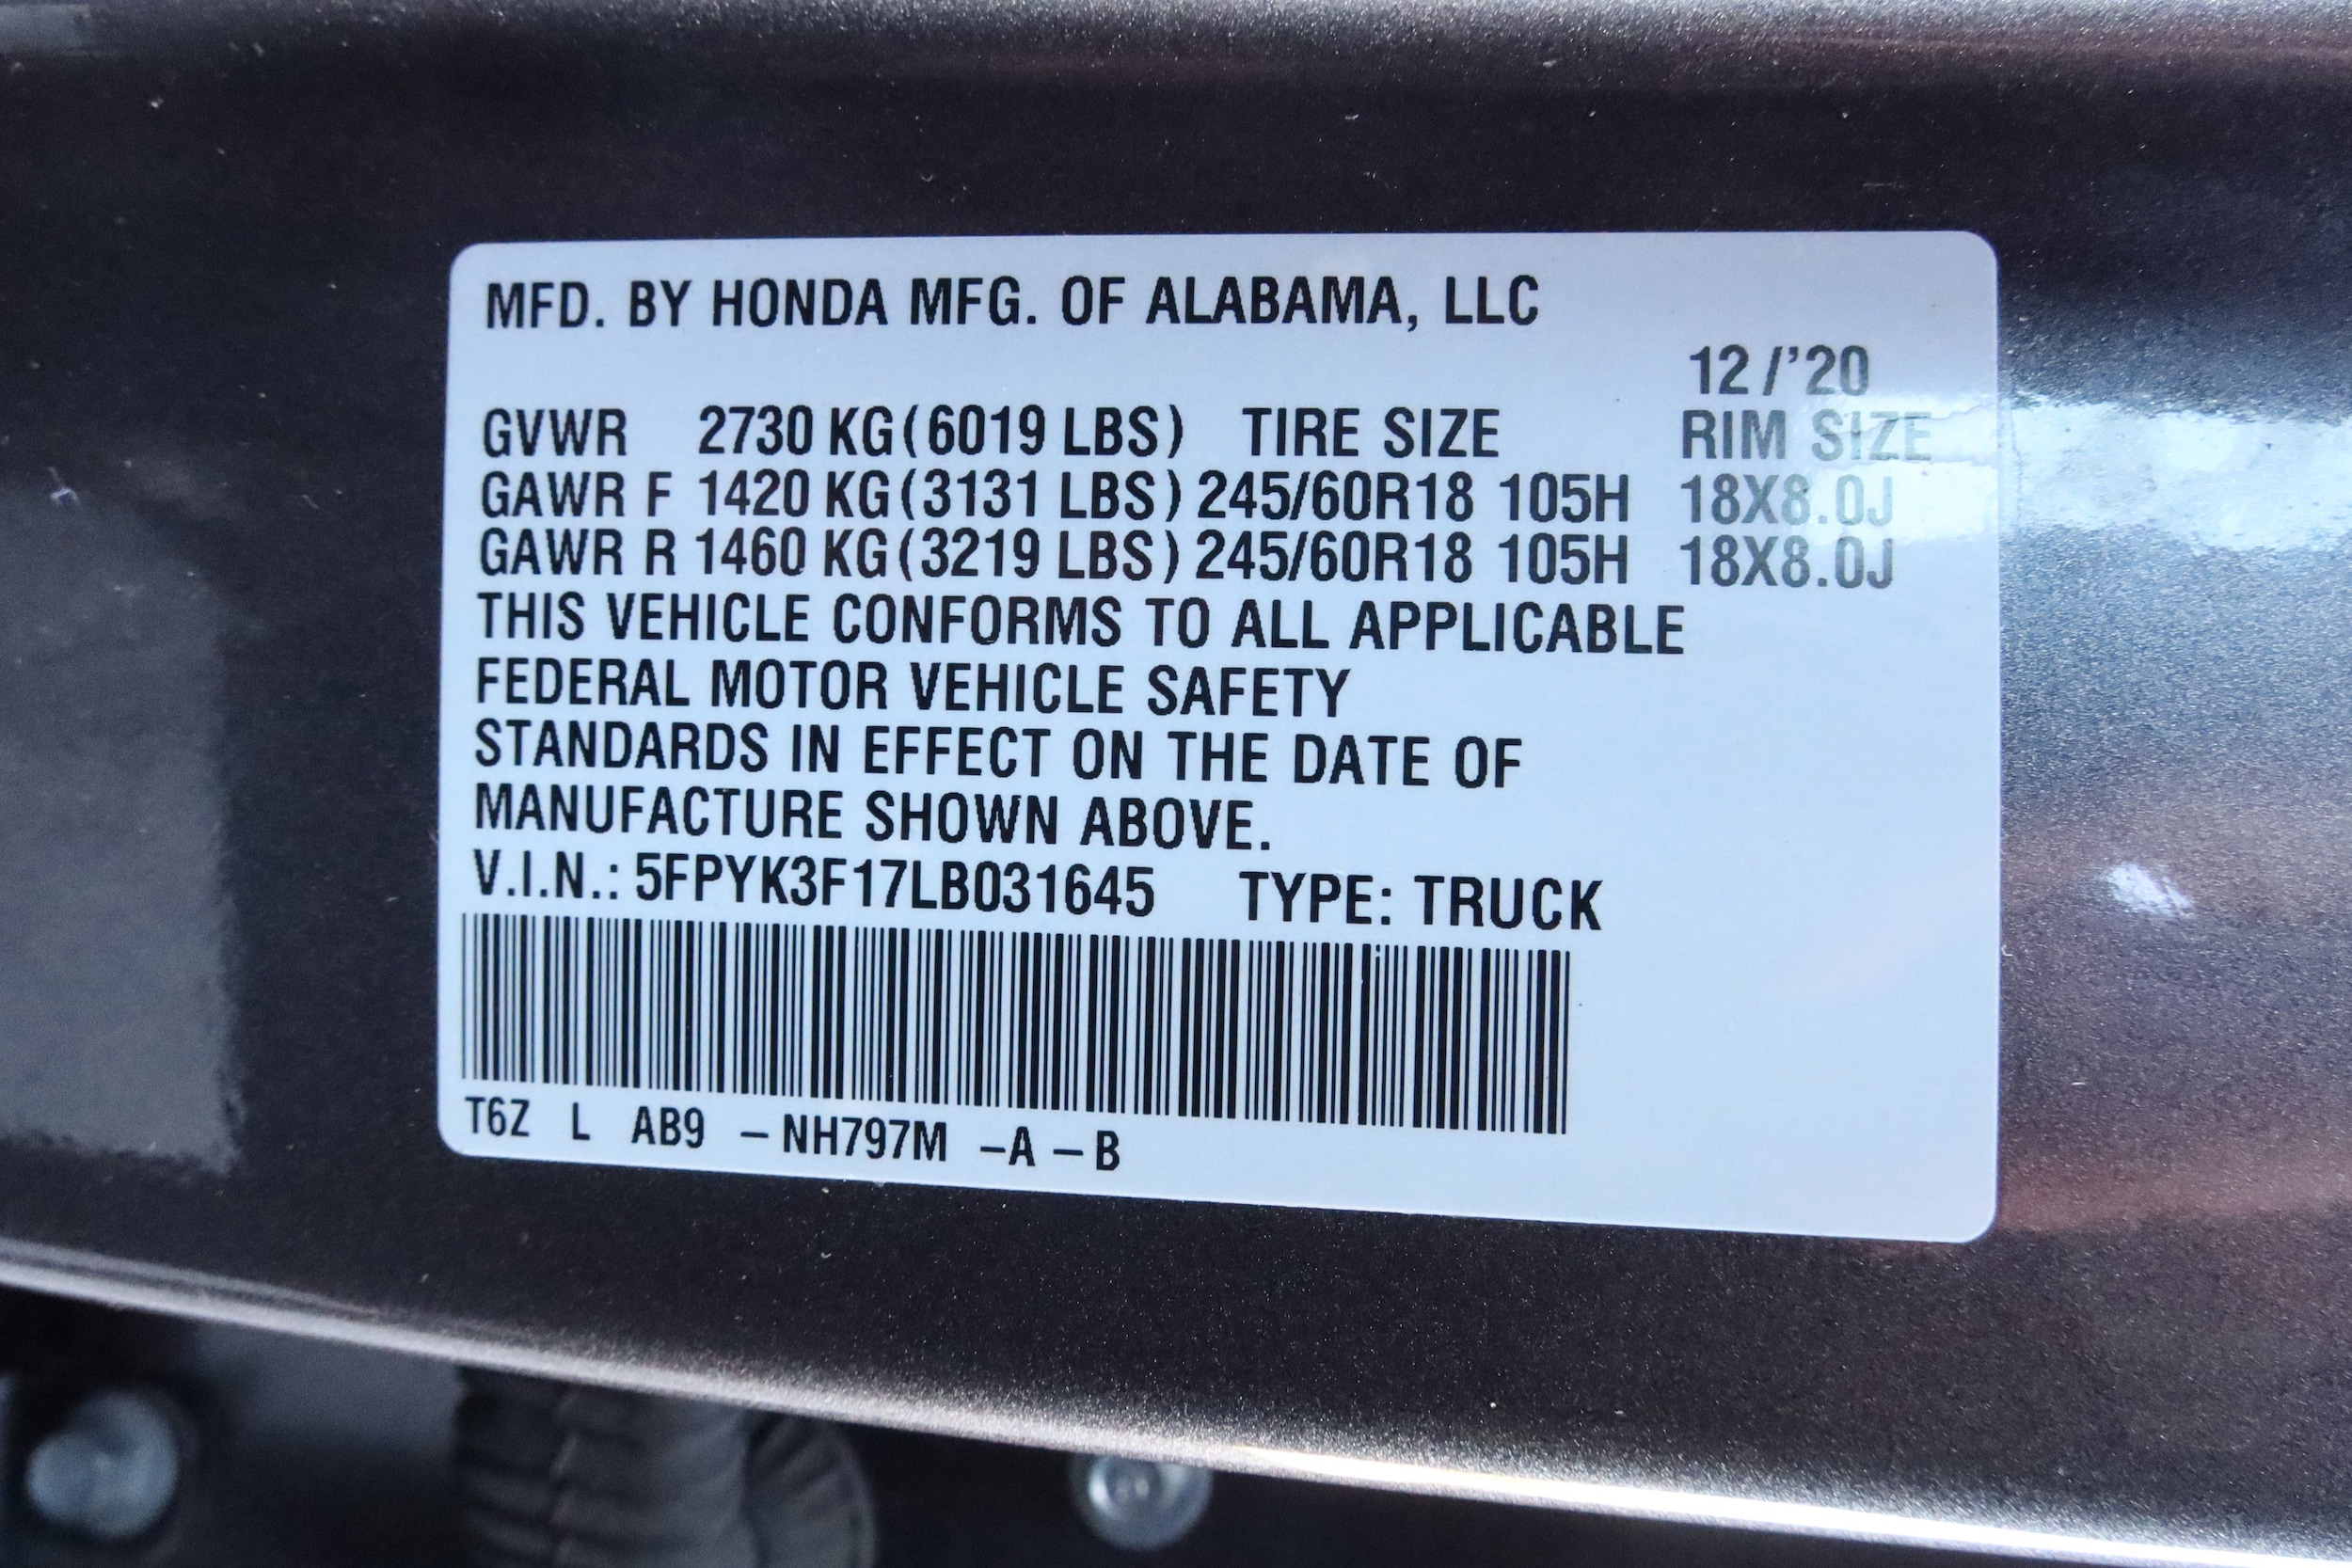 MFD. BY HONDA MFG. OF ALABAMA, LLC
12/'20
GVWR 2730 KG(6019 LBS) TIRE SIZE RIM SIZE
GAWR F 1420 KG(3131 LBS) 245/60R18 105H 18X8.0J
GAWR R 1460 KG(3219 LBS) 245/60R18 105H 18X8.0J
THIS VEHICLE CONFORMS TO ALL APPLICABLE
FEDERAL MOTOR VEHICLE SAFETY
STANDARDS IN EFFECT ON THE DATE OF
MANUFACTURE SHOWN ABOVE.
V.I.N.: 5FPYK3F17LB031645 TYPE: TRUCK
T6Z L AB9 –NH797M –A –B